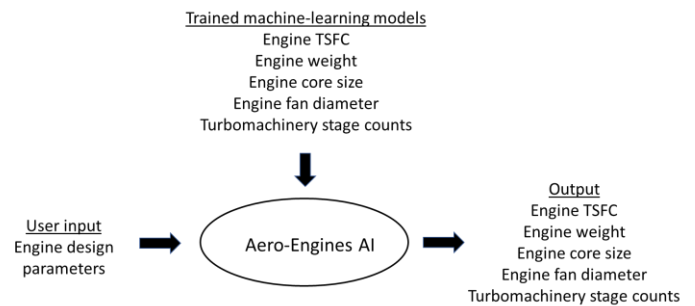 Trained machine-learning models
Engine TSFC
Engine weight
Engine core size
Engine fan diameter
Turbomachinery stage counts
User input
Engine design
parameters
Aero-Engines AI
Output
Engine TSFC
Engine weight
Engine core size
Engine fan diameter
Turbomachinery stage counts